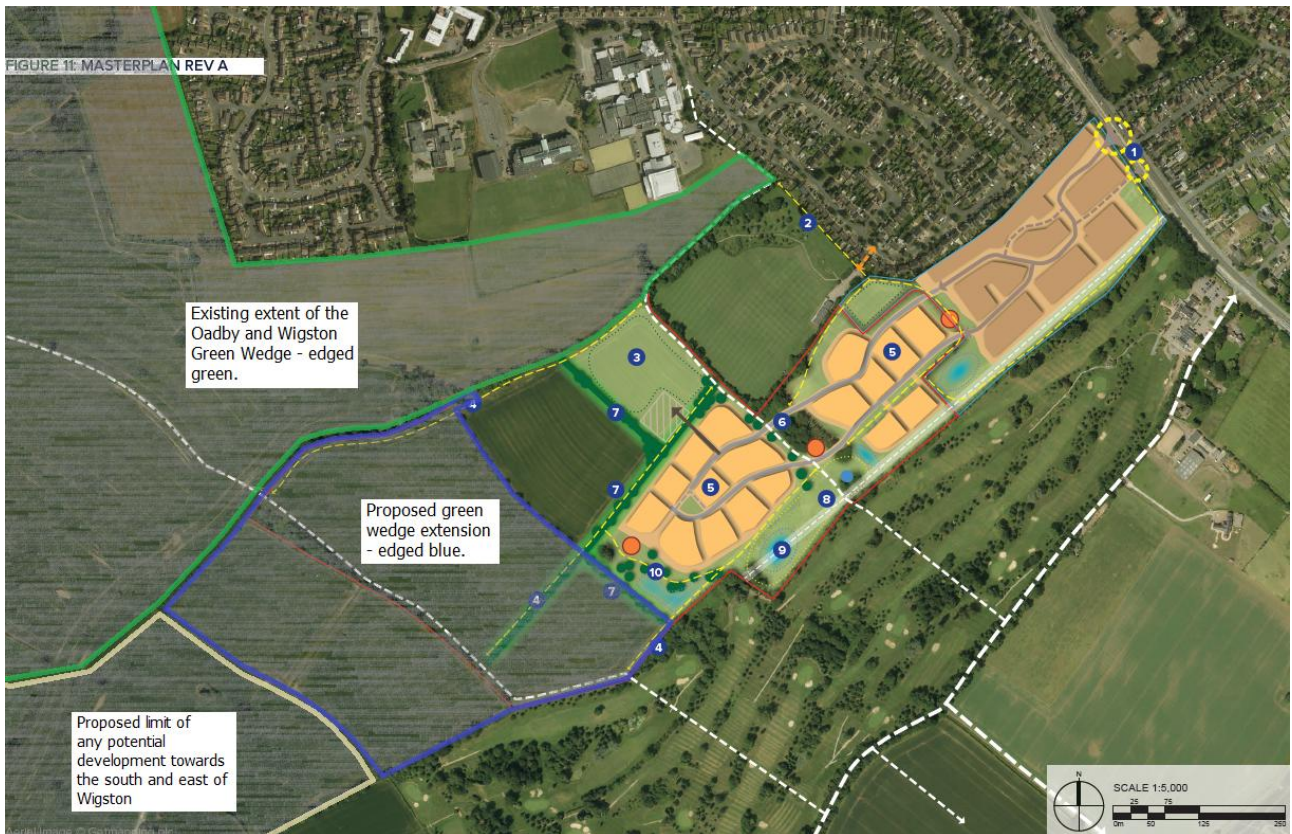 FIGURE 11: MASTERPLAN REV A
1
2
Existing extent of the
Oadby and Wigston
Green Wedge - edged
green.
3
5
4
7
6
Proposed green
wedge extension
- edged blue.
7
5
8
9
10
4
7
4
Proposed limit of
any potential
development towards
the south and east of
Wigston
N
SCALE 1:5,000
25 75
0m 50 125 250